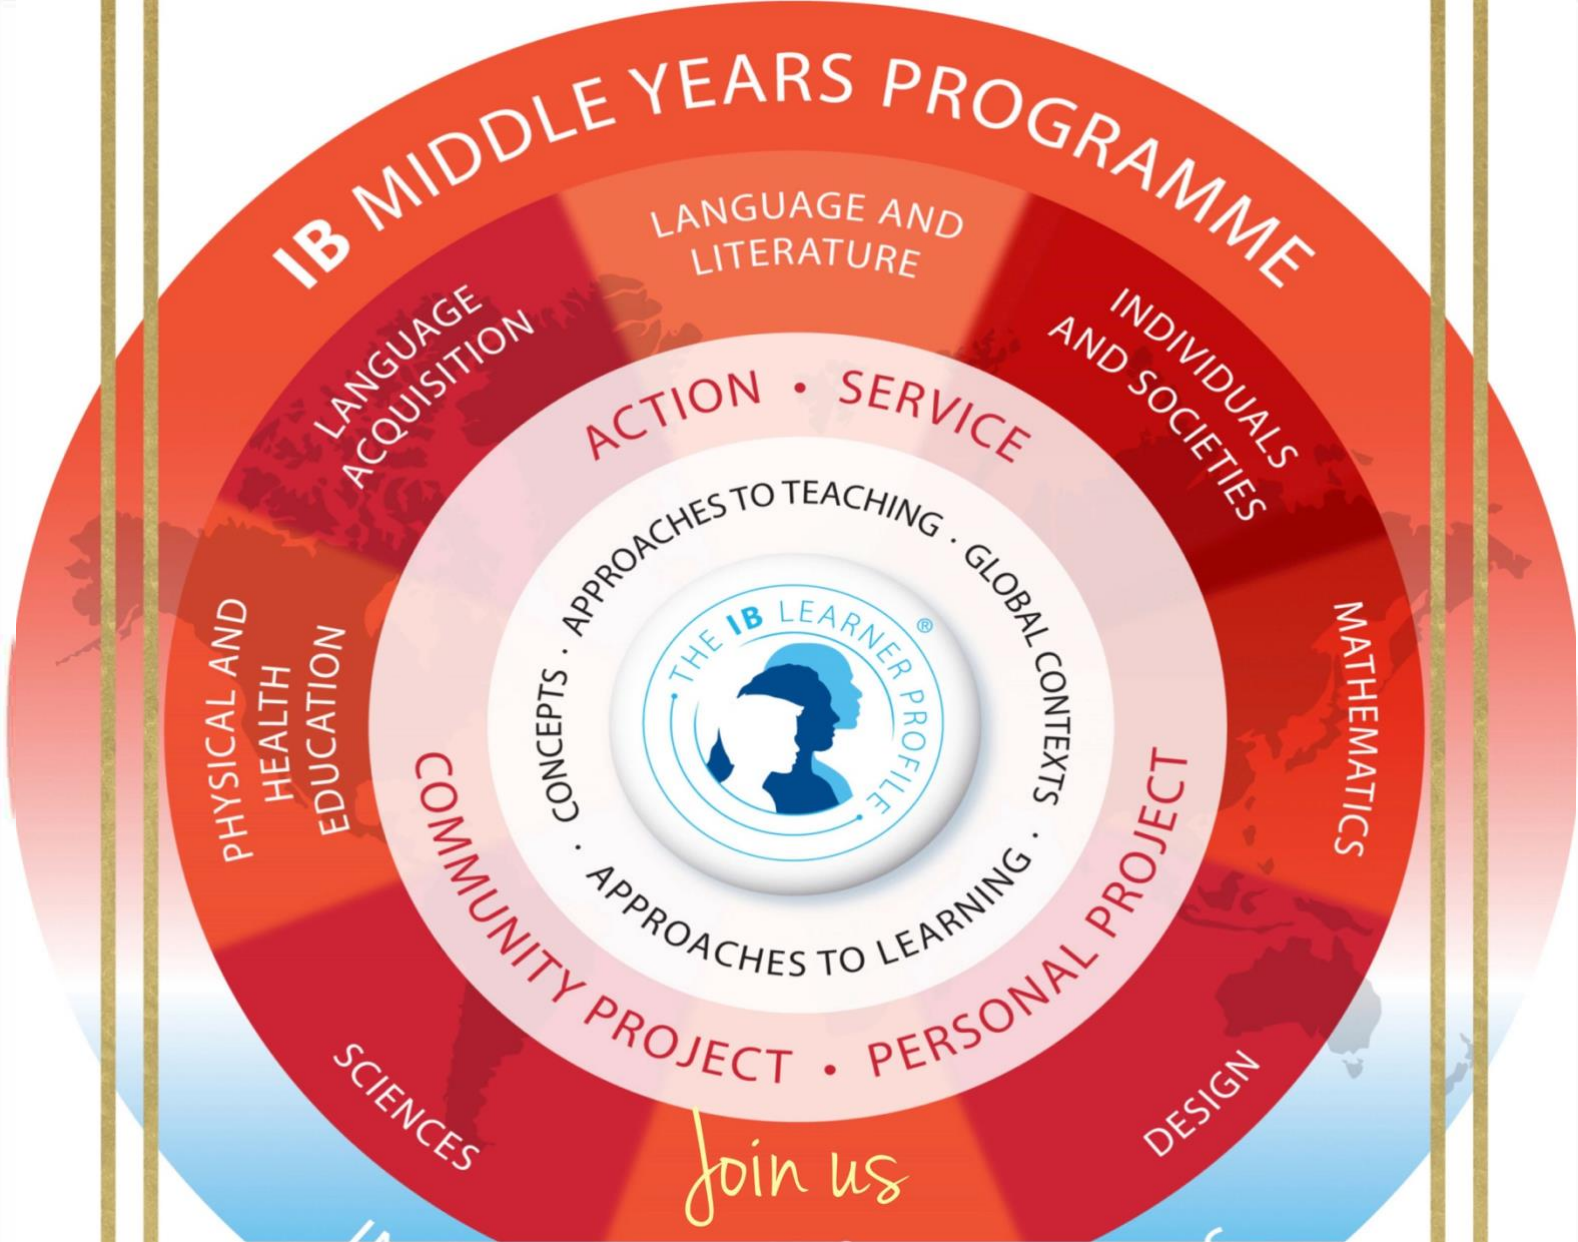 IB MIDDLE YEARS PROGRAMME
LANGUAGE AND
LITERATURE
LANGUAGE
ACQUISITION
INDIVIDUALS
AND SOCIETIES
PHYSICAL AND
HEALTH
EDUCATION
MATHEMATICS
SCIENCES
DESIGN
ACTION • SERVICE
COMMUNITY PROJECT • PERSONAL PROJECT
APPROACHES TO TEACHING · GLOBAL CONTEXTS ·
APPROACHES TO LEARNING ·
CONCEPTS ·
THE IB LEARNER PROFILE
®
Join us